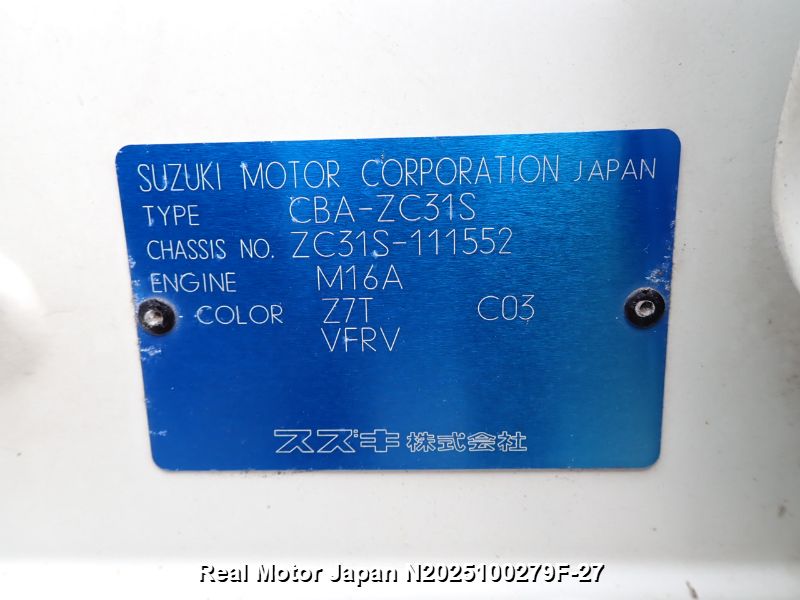 SUZUKI MOTOR CORPORATION JAPAN
TYPE CBA-ZC31S
CHASSIS NO. ZC31S-111552
ENGINE M16A
COLOR Z7T C03
VFRV
スズキ株式会社
Real Motor Japan N2025100279F-27